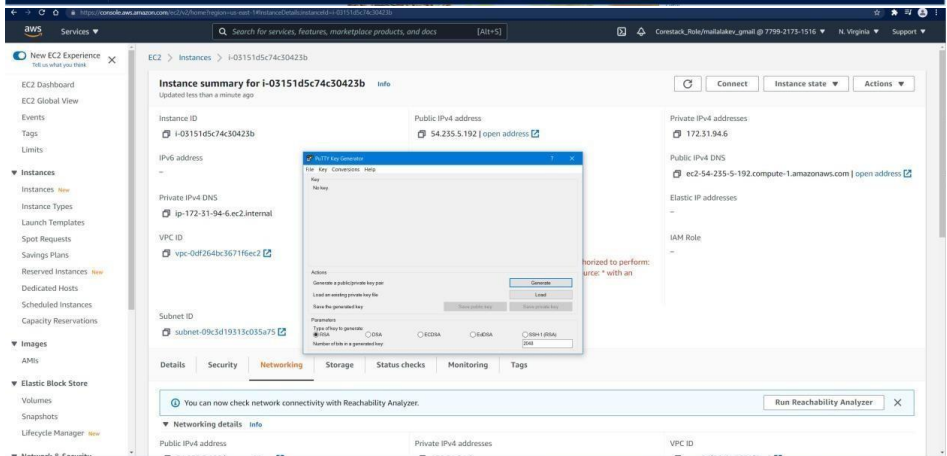 https://console.aws.amazon.com/ec2/v2/home?region=us-east-1#InstanceDetails:instanceId=i-03151d5c74c30423b
aws
Services ▼
Search for services, features, marketplace products, and docs
[Alt+S]
Corestack_Role/mailalakev_gmail @ 7799-2173-1516 ▼
N. Virginia ▼
Support ▼
New EC2 Experience
Tell us what you think
EC2 Dashboard
EC2 Global View
Events
Tags
Limits
▼ Instances
Instances New
Instance Types
Launch Templates
Spot Requests
Savings Plans
Reserved Instances New
Dedicated Hosts
Scheduled Instances
Capacity Reservations
▼ Images
AMIs
▼ Elastic Block Store
Volumes
Snapshots
Lifecycle Manager New
▼ Network & Security
EC2 > Instances > i-03151d5c74c30423b
Instance summary for i-03151d5c74c30423b Info
Updated less than a minute ago
Connect
Instance state ▼
Actions ▼
Instance ID
i-03151d5c74c30423b
Public IPv4 address
54.235.5.192 | open address
Private IPv4 addresses
172.31.94.6
IPv6 address
–
Public IPv4 DNS
ec2-54-235-5-192.compute-1.amazonaws.com | open address
Private IPv4 DNS
ip-172-31-94-6.ec2.internal
Elastic IP addresses
–
VPC ID
vpc-0df264bc3671f6ec2
IAM Role
–
horized to perform:
urce: * with an
Subnet ID
subnet-09c3d19313c035a75
PuTTY Key Generator
? ×
File Key Conversions Help
Key
No key.
Actions
Generate a public/private key pair
Generate
Load an existing private key file
Load
Save the generated key
Save public key
Save private key
Parameters
Type of key to generate:
RSA
DSA
ECDSA
EdDSA
SSH-1 (RSA)
Number of bits in a generated key:
2048
Details
Security
Networking
Storage
Status checks
Monitoring
Tags
You can now check network connectivity with Reachability Analyzer.
Run Reachability Analyzer
▼ Networking details Info
Public IPv4 address
Private IPv4 addresses
VPC ID